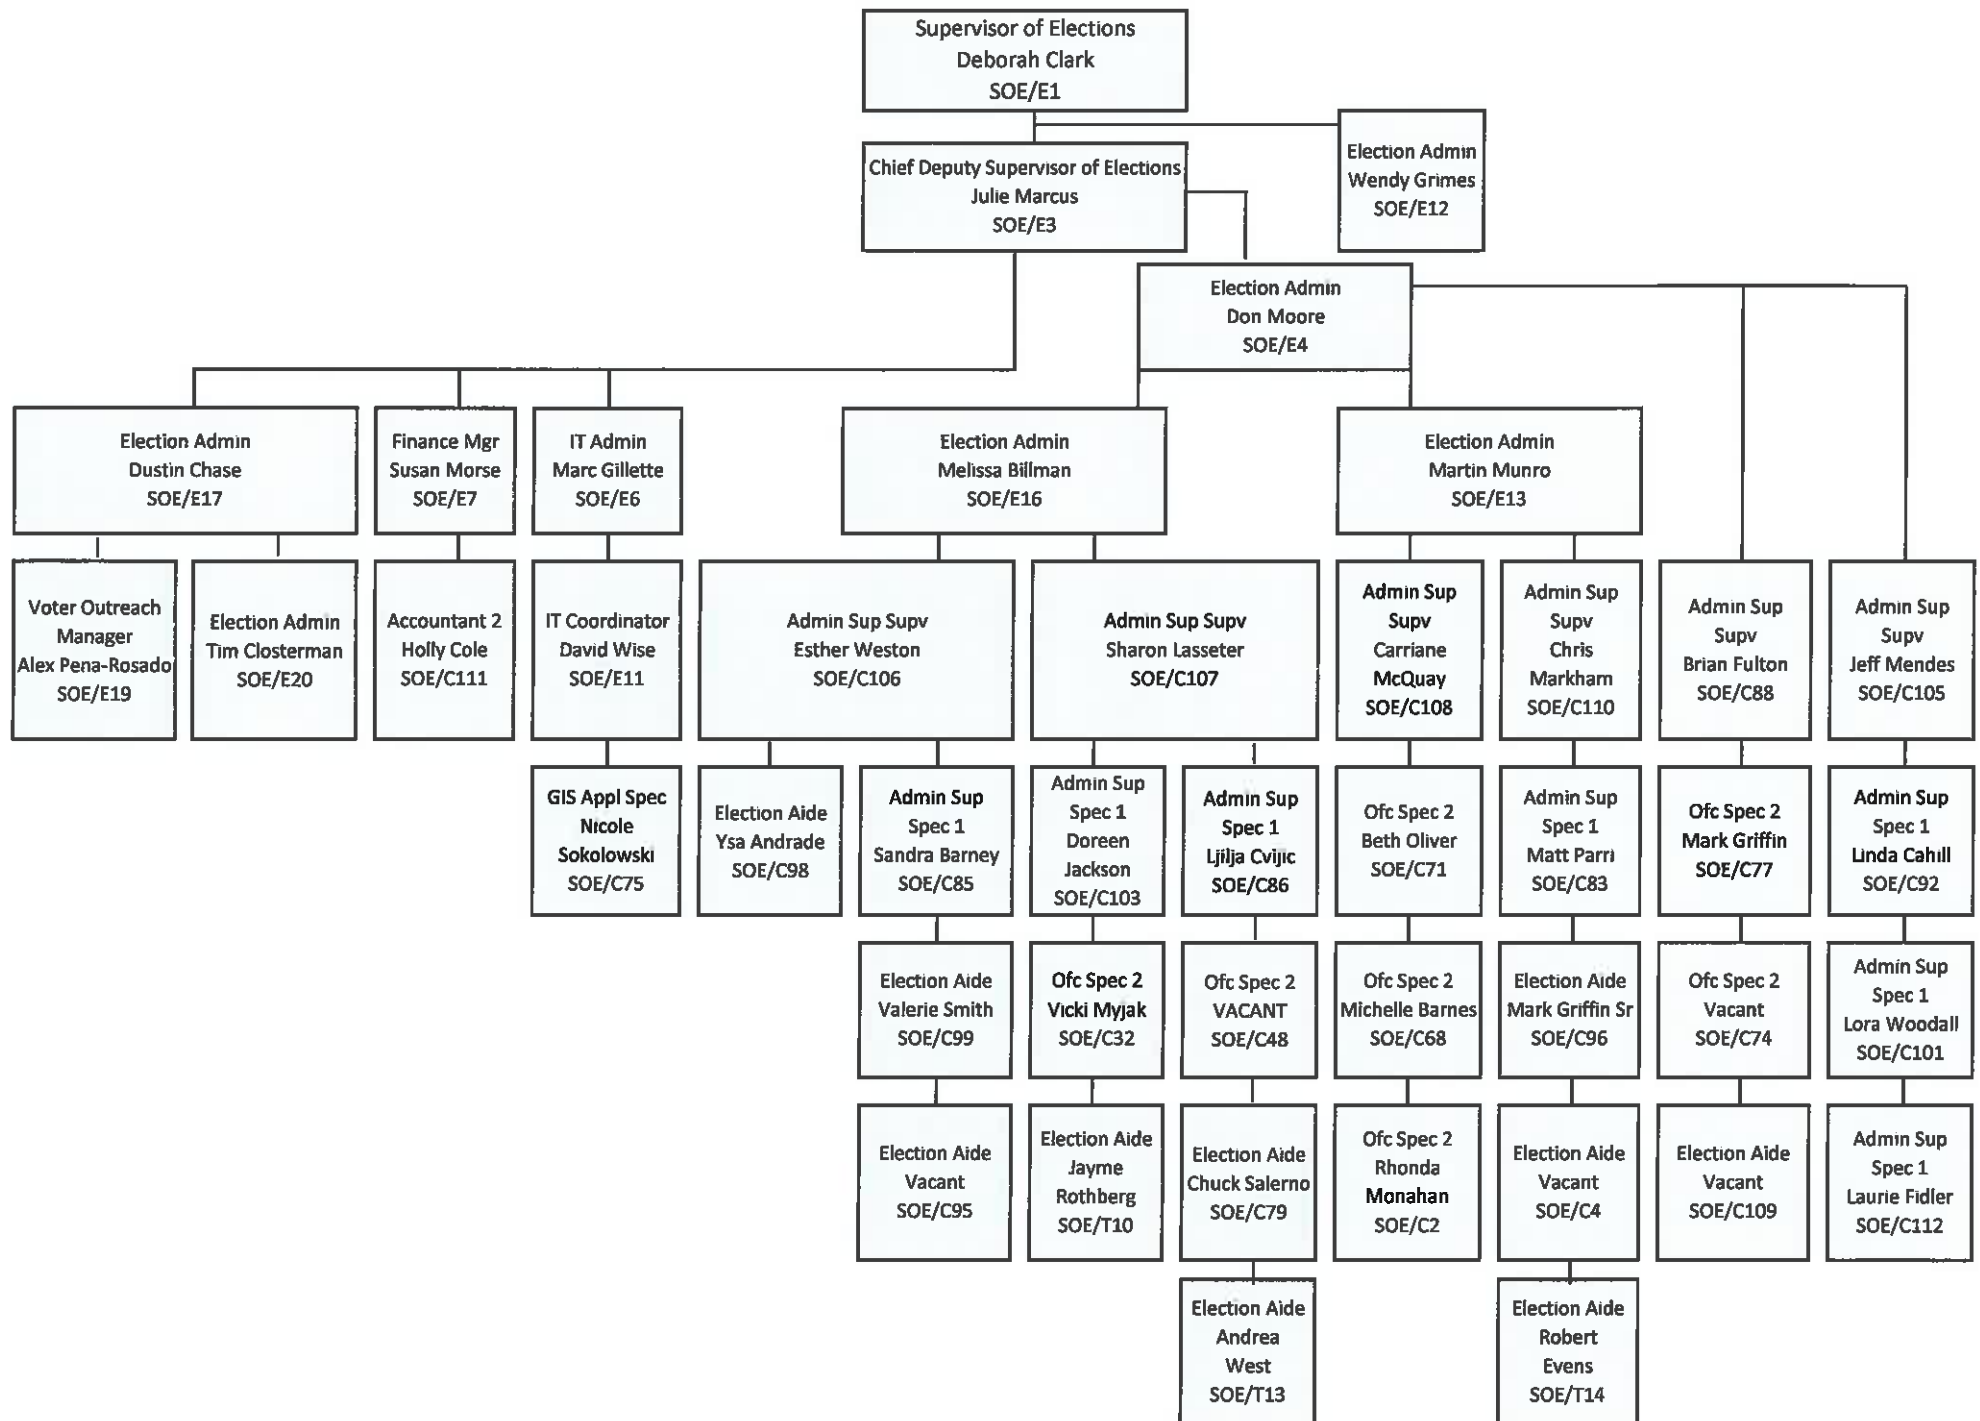 Supervisor of Elections
Deborah Clark
SOE/E1
Election Admin
Wendy Grimes
SOE/E12
Chief Deputy Supervisor of Elections
Julie Marcus
SOE/E3
Election Admin
Don Moore
SOE/E4
Election Admin
Dustin Chase
SOE/E17
Finance Mgr
Susan Morse
SOE/E7
IT Admin
Marc Gillette
SOE/E6
Election Admin
Melissa Billman
SOE/E16
Election Admin
Martin Munro
SOE/E13
Voter Outreach
Manager
Alex Pena-Rosado
SOE/E19
Election Admin
Tim Closterman
SOE/E20
Accountant 2
Holly Cole
SOE/C111
IT Coordinator
David Wise
SOE/E11
Admin Sup Supv
Esther Weston
SOE/C106
Admin Sup Supv
Sharon Lasseter
SOE/C107
Admin Sup
Supv
Carriane
McQuay
SOE/C108
Admin Sup
Supv
Chris
Markham
SOE/C110
Admin Sup
Supv
Brian Fulton
SOE/C88
Admin Sup
Supv
Jeff Mendes
SOE/C105
GIS Appl Spec
Nicole
Sokolowski
SOE/C75
Election Aide
Ysa Andrade
SOE/C98
Admin Sup
Spec 1
Sandra Barney
SOE/C85
Admin Sup
Spec 1
Doreen
Jackson
SOE/C103
Admin Sup
Spec 1
Ljilja Cvijic
SOE/C86
Ofc Spec 2
Beth Oliver
SOE/C71
Admin Sup
Spec 1
Matt Parri
SOE/C83
Ofc Spec 2
Mark Griffin
SOE/C77
Admin Sup
Spec 1
Linda Cahill
SOE/C92
Election Aide
Valerie Smith
SOE/C99
Ofc Spec 2
Vicki Myjak
SOE/C32
Ofc Spec 2
VACANT
SOE/C48
Ofc Spec 2
Michelle Barnes
SOE/C68
Election Aide
Mark Griffin Sr
SOE/C96
Ofc Spec 2
Vacant
SOE/C74
Admin Sup
Spec 1
Lora Woodall
SOE/C101
Election Aide
Vacant
SOE/C95
Election Aide
Jayme
Rothberg
SOE/T10
Election Aide
Chuck Salerno
SOE/C79
Ofc Spec 2
Rhonda
Monahan
SOE/C2
Election Aide
Vacant
SOE/C4
Election Aide
Vacant
SOE/C109
Admin Sup
Spec 1
Laurie Fidler
SOE/C112
Election Aide
Andrea
West
SOE/T13
Election Aide
Robert
Evens
SOE/T14